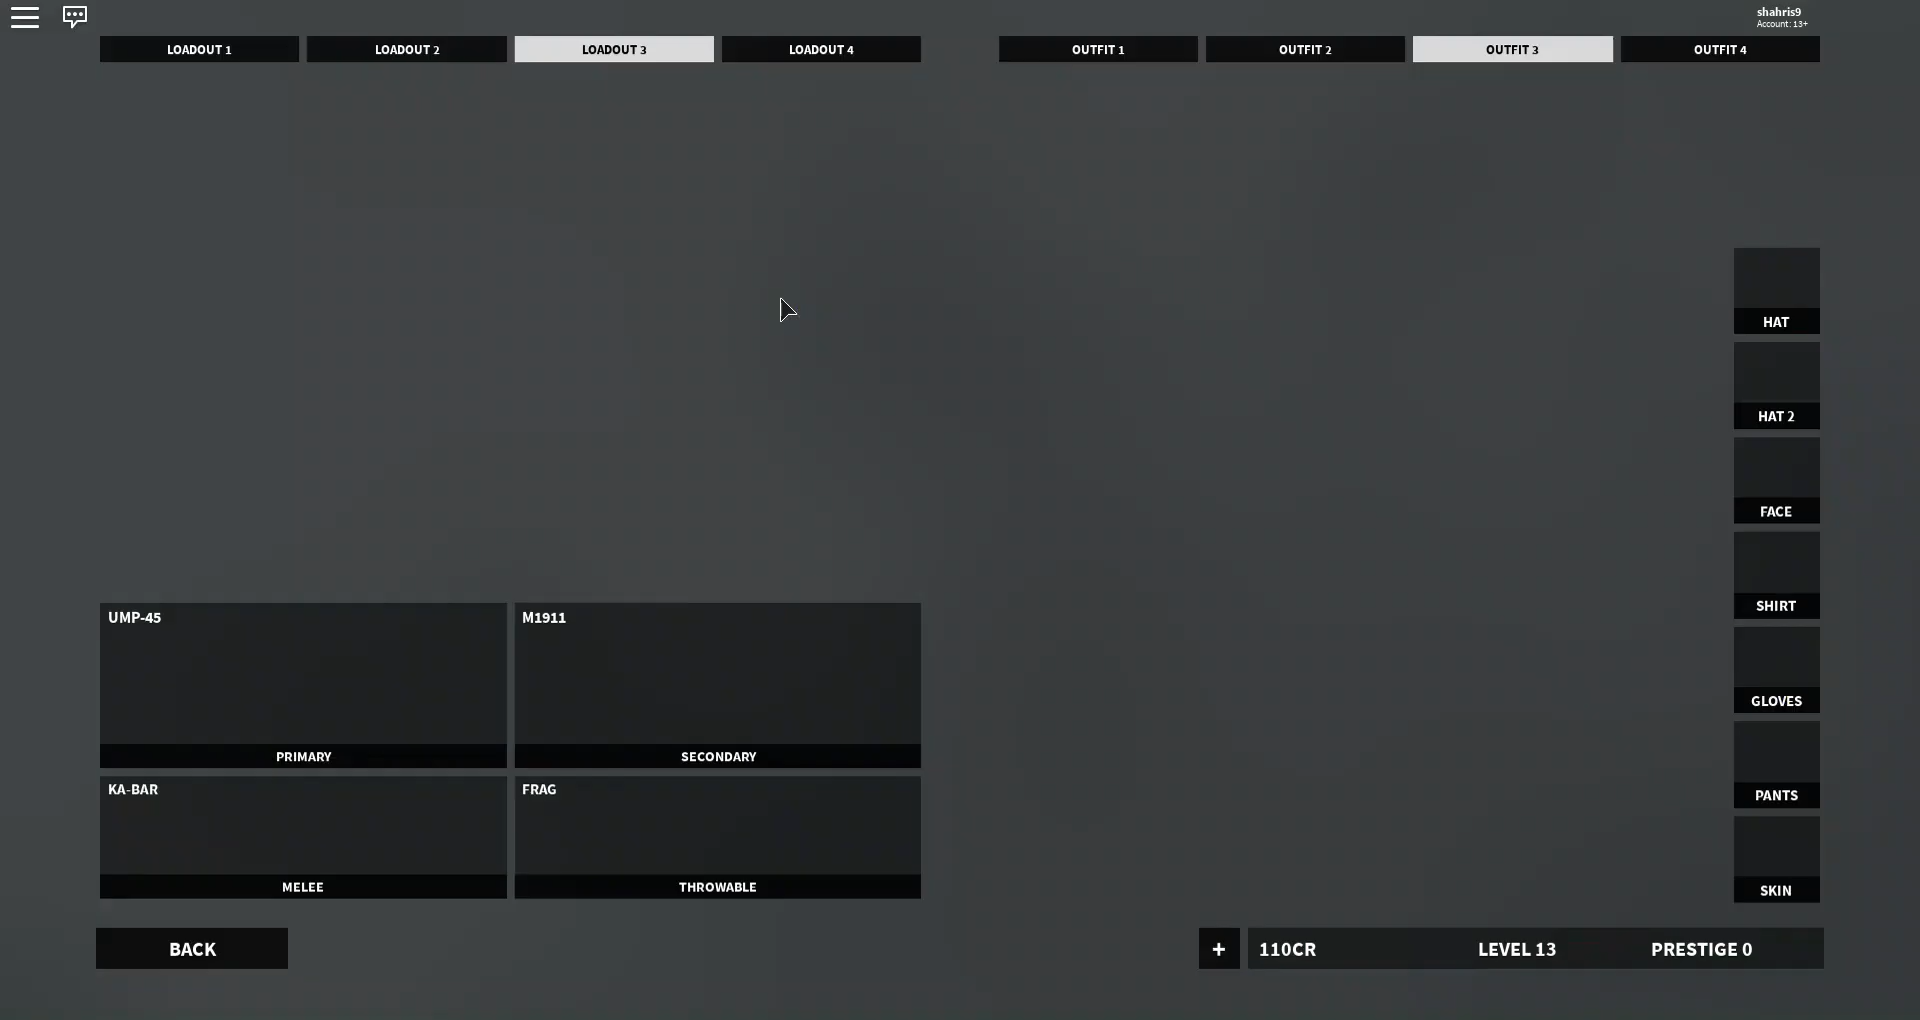 shahris9
Account: 13+
LOADOUT 1
LOADOUT 2
LOADOUT 3
LOADOUT 4
OUTFIT 1
OUTFIT 2
OUTFIT 3
OUTFIT 4
HAT
HAT 2
FACE
SHIRT
GLOVES
PANTS
SKIN
UMP-45
PRIMARY
M1911
SECONDARY
KA-BAR
MELEE
FRAG
THROWABLE
BACK
+
110CR
LEVEL 13
PRESTIGE 0